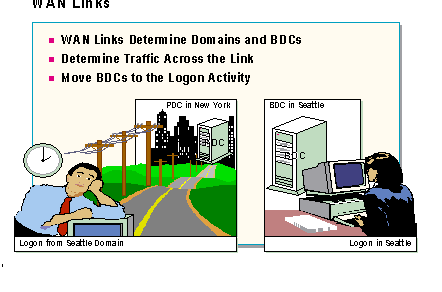 WAN Links
WAN Links Determine Domains and BDCs
Determine Traffic Across the Link
Move BDCs to the Logon Activity
PDC in New York
BDC in Seattle
PDC
BDC
Logon from Seattle Domain
Logon in Seattle